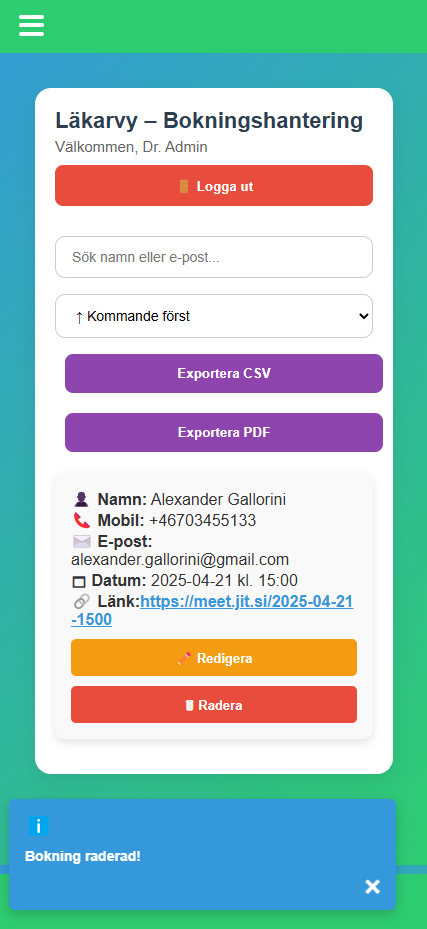 Läkarvy – Bokningshantering
Välkommen, Dr. Admin
Logga ut
Sök namn eller e-post...
↑ Kommande först
Exportera CSV
Exportera PDF
Namn: Alexander Gallorini
Mobil: +46703455133
E-post:
alexander.gallorini@gmail.com
Datum: 2025-04-21 kl. 15:00
Länk:https://meet.jit.si/2025-04-21
-1500
Redigera
Radera
Bokning raderad!